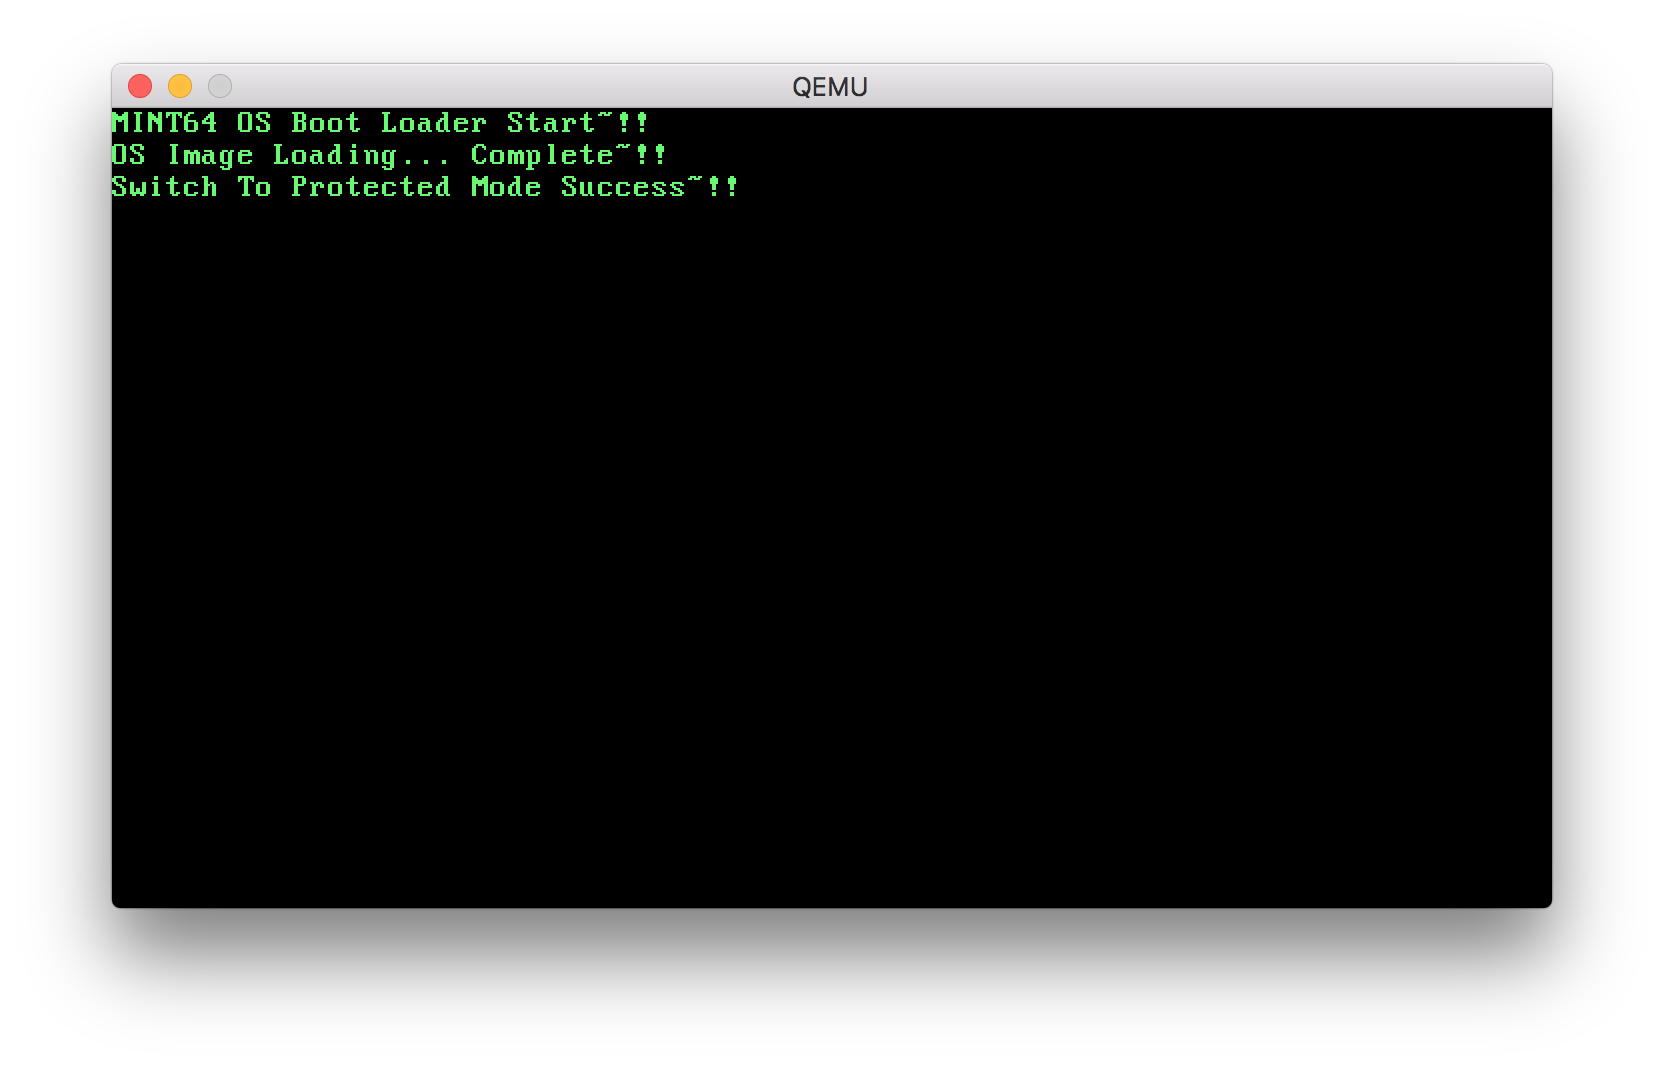 QEMU
MINT64 OS Boot Loader Start~!!
OS Image Loading... Complete~!!
Switch To Protected Mode Success~!!